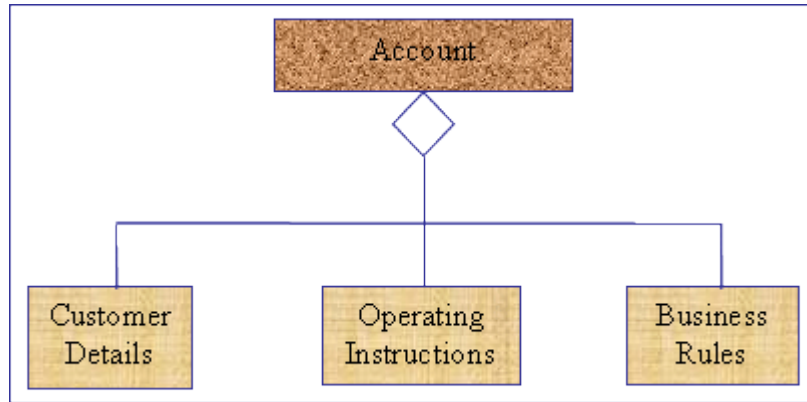 Account
Customer
Details
Operating
Instructions
Business
Rules